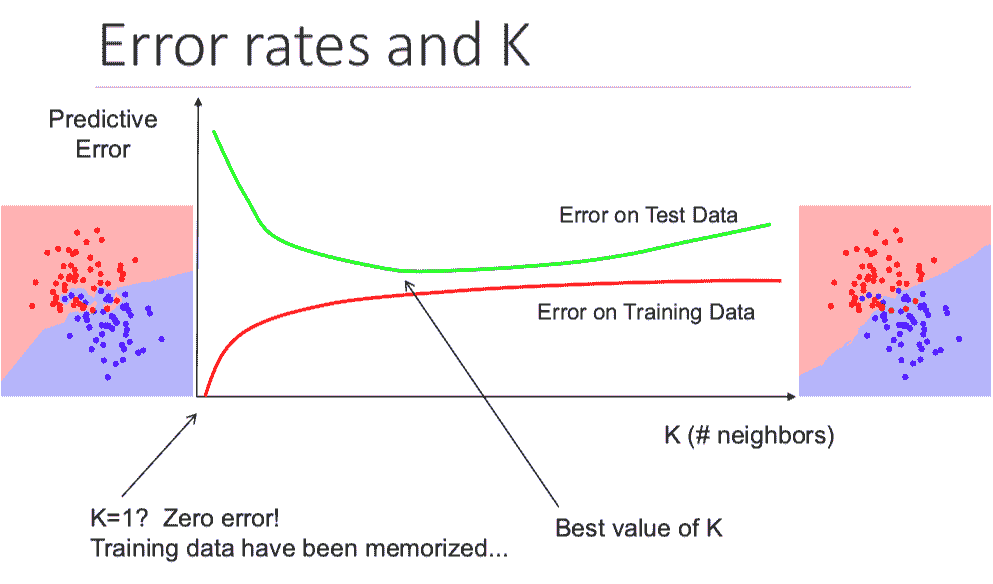 Error rates and K
Predictive
Error
Error on Test Data
Error on Training Data
K (# neighbors)
K=1? Zero error!
Training data have been memorized...
Best value of K